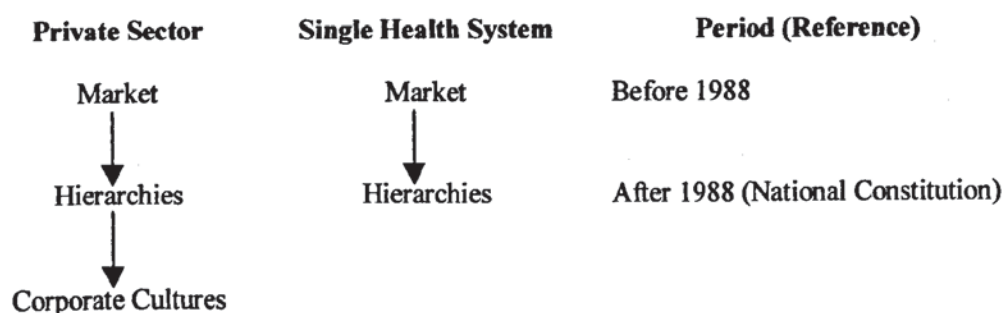 Private Sector Single Health System Period (Reference)
Market Market Before 1988
Hierarchies Hierarchies After 1988 (National Constitution)
Corporate Cultures